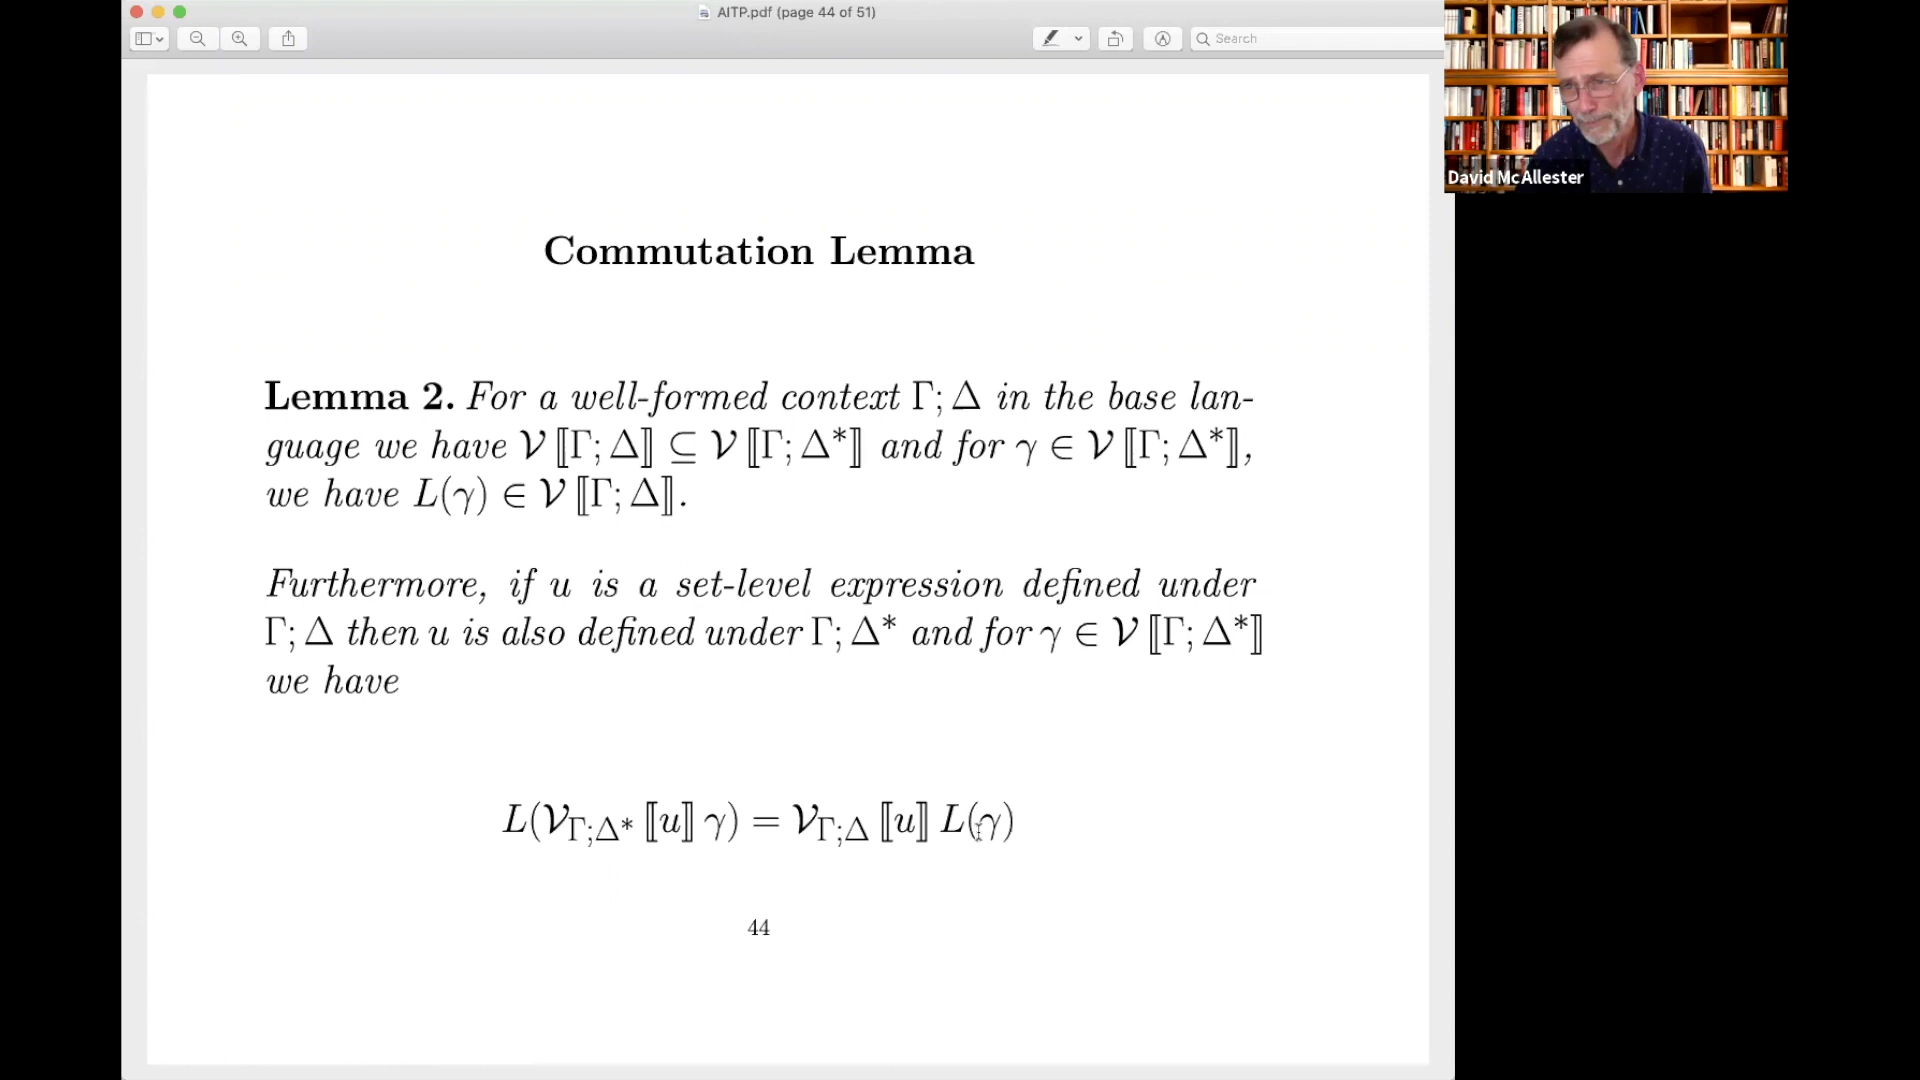 AITP.pdf (page 44 of 51)
Search
David McAllester
Commutation Lemma
Lemma 2. For a well-formed context Γ; Δ in the base lan-
guage we have 𝒱⟦Γ; Δ⟧ ⊆ 𝒱⟦Γ; Δ*⟧ and for γ ∈ 𝒱⟦Γ; Δ*⟧,
we have L(γ) ∈ 𝒱⟦Γ; Δ⟧.
Furthermore, if u is a set-level expression defined under
Γ; Δ then u is also defined under Γ; Δ* and for γ ∈ 𝒱⟦Γ; Δ*⟧
we have
L(𝒱_{Γ;Δ*}⟦u⟧ γ) = 𝒱_{Γ;Δ}⟦u⟧ L(γ)
44